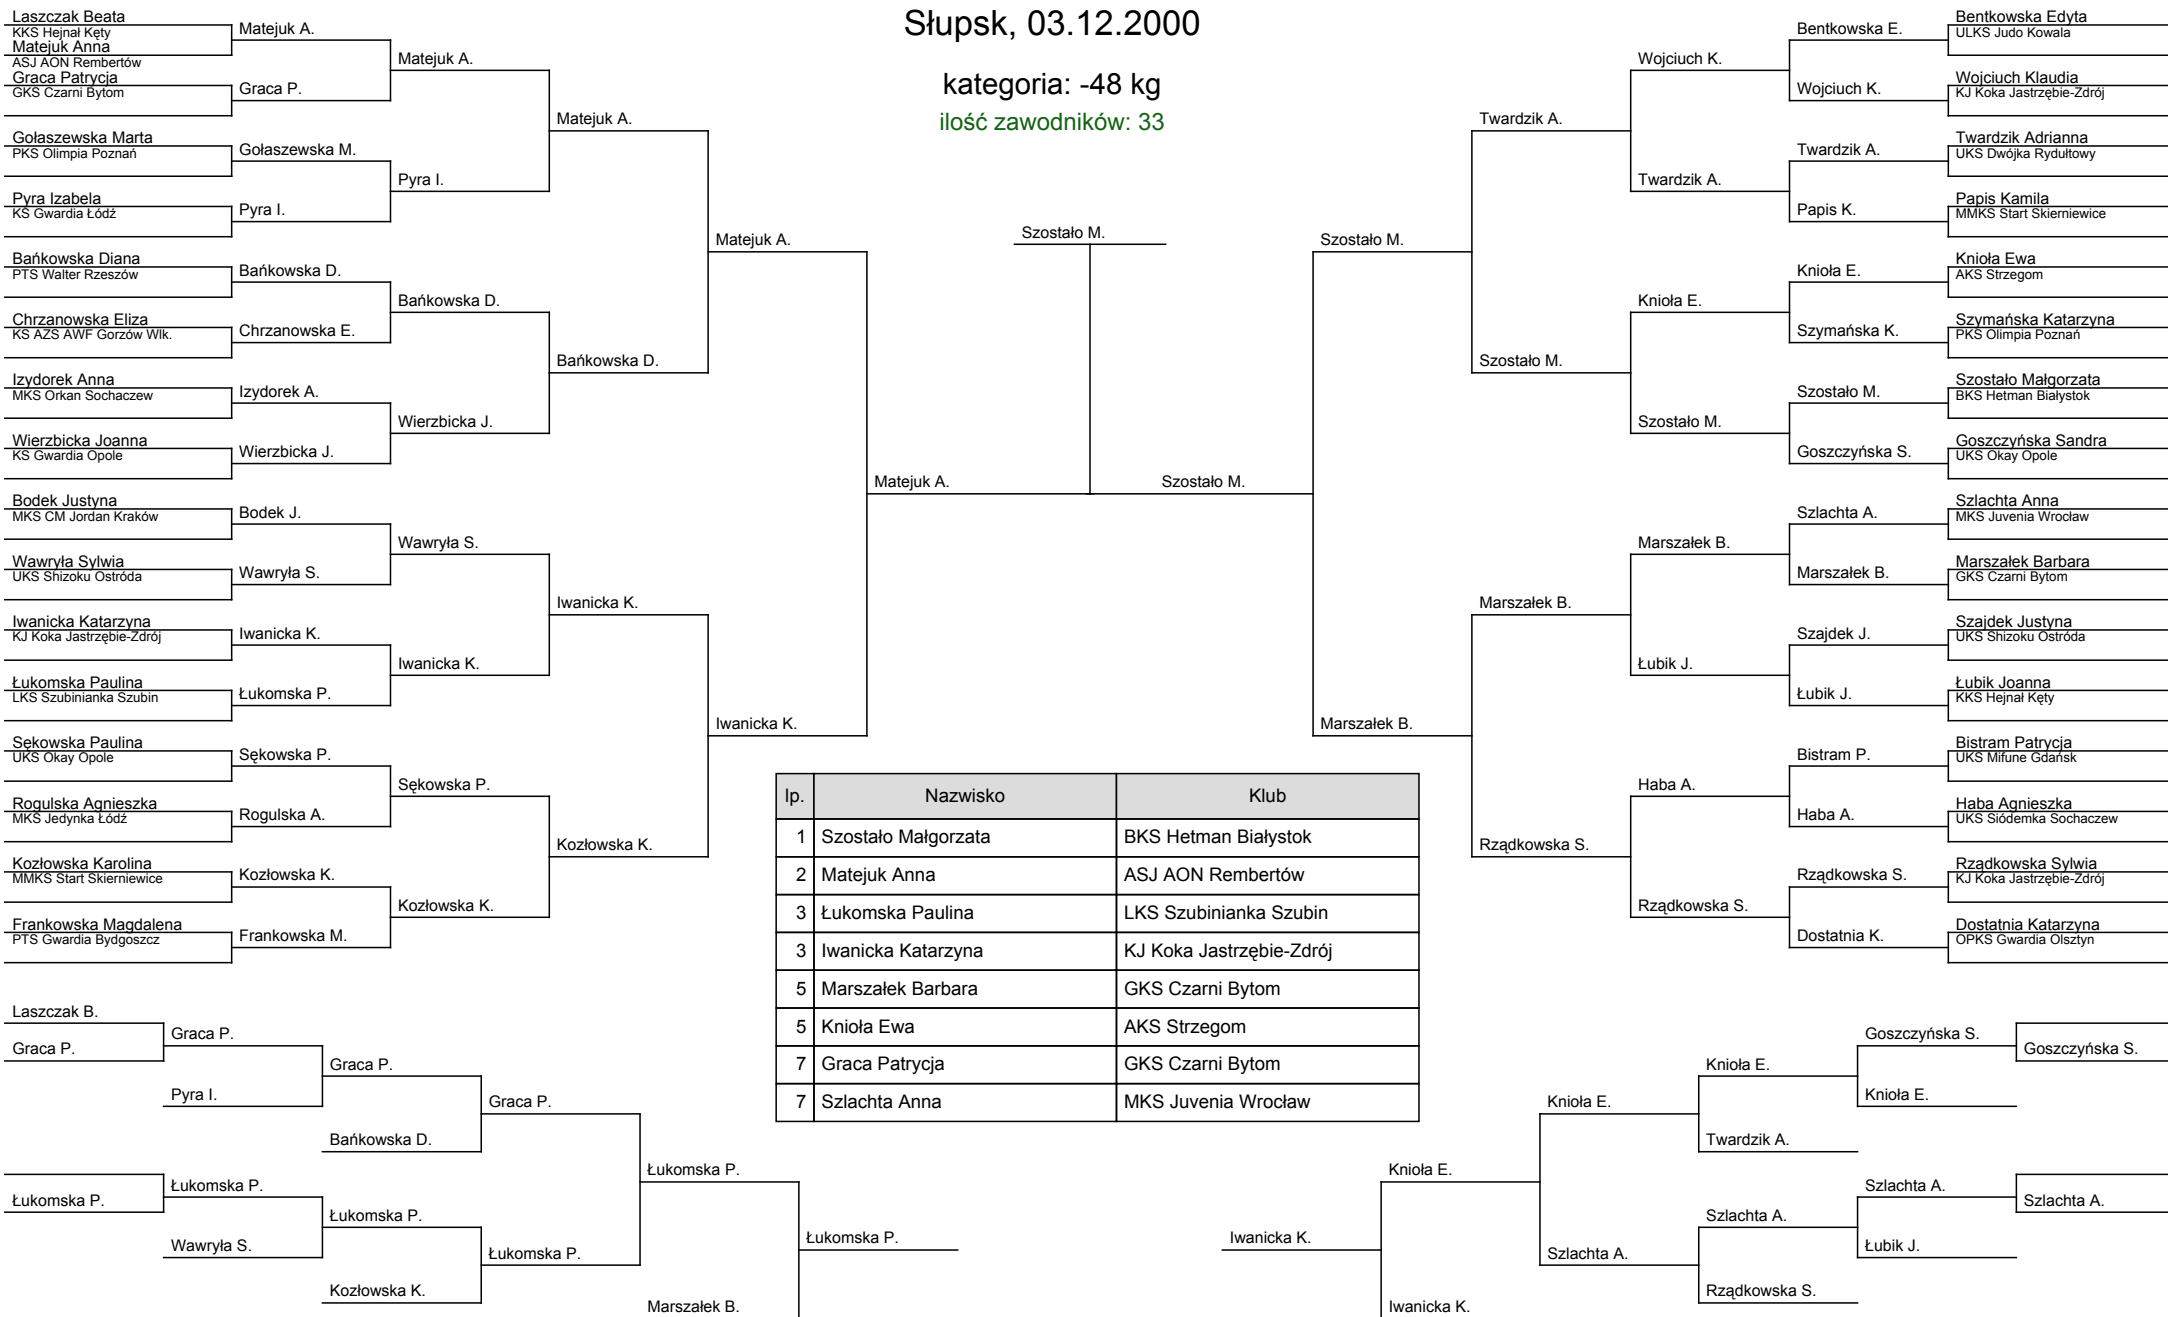 Słupsk, 03.12.2000
kategoria: -48 kg
ilość zawodników: 33
Laszczak Beata
KKS Hejnał Kęty
Matejuk Anna
ASJ AON Rembertów
Graca Patrycja
GKS Czarni Bytom
Gołaszewska Marta
PKS Olimpia Poznań
Pyra Izabela
KS Gwardia Łódź
Bańkowska Diana
PTS Walter Rzeszów
Chrzanowska Eliza
KS AZS AWF Gorzów Wlk.
Izydorek Anna
MKS Orkan Sochaczew
Wierzbicka Joanna
KS Gwardia Opole
Bodek Justyna
MKS CM Jordan Kraków
Wawryła Sylwia
UKS Shizoku Ostróda
Iwanicka Katarzyna
KJ Koka Jastrzębie-Zdrój
Łukomska Paulina
LKS Szubinianka Szubin
Sękowska Paulina
UKS Okay Opole
Rogulska Agnieszka
MKS Jedynka Łódź
Kozłowska Karolina
MMKS Start Skierniewice
Frankowska Magdalena
PTS Gwardia Bydgoszcz
Matejuk A.
Graca P.
Gołaszewska M.
Pyra I.
Bańkowska D.
Chrzanowska E.
Izydorek A.
Wierzbicka J.
Bodek J.
Wawryła S.
Iwanicka K.
Łukomska P.
Sękowska P.
Rogulska A.
Kozłowska K.
Frankowska M.
Matejuk A.
Pyra I.
Bańkowska D.
Wierzbicka J.
Wawryła S.
Iwanicka K.
Sękowska P.
Kozłowska K.
Matejuk A.
Bańkowska D.
Iwanicka K.
Kozłowska K.
Matejuk A.
Iwanicka K.
Matejuk A.
Szostało M.
Szostało M.
Szostało M.
Marszałek B.
Twardzik A.
Szostało M.
Marszałek B.
Rządkowska S.
Wojciuch K.
Twardzik A.
Knioła E.
Szostało M.
Marszałek B.
Łubik J.
Haba A.
Rządkowska S.
Bentkowska E.
Wojciuch K.
Twardzik A.
Papis K.
Knioła E.
Szymańska K.
Szostało M.
Goszczyńska S.
Szlachta A.
Marszałek B.
Szajdek J.
Łubik J.
Bistram P.
Haba A.
Rządkowska S.
Dostatnia K.
Bentkowska Edyta
ULKS Judo Kowala
Wojciuch Klaudia
KJ Koka Jastrzębie-Zdrój
Twardzik Adrianna
UKS Dwójka Rydułtowy
Papis Kamila
MMKS Start Skierniewice
Knioła Ewa
AKS Strzegom
Szymańska Katarzyna
PKS Olimpia Poznań
Szostało Małgorzata
BKS Hetman Białystok
Goszczyńska Sandra
UKS Okay Opole
Szlachta Anna
MKS Juvenia Wrocław
Marszałek Barbara
GKS Czarni Bytom
Szajdek Justyna
UKS Shizoku Ostróda
Łubik Joanna
KKS Hejnał Kęty
Bistram Patrycja
UKS Mifune Gdańsk
Haba Agnieszka
UKS Siódemka Sochaczew
Rządkowska Sylwia
KJ Koka Jastrzębie-Zdrój
Dostatnia Katarzyna
OPKS Gwardia Olsztyn
lp. Nazwisko Klub
1 Szostało Małgorzata BKS Hetman Białystok
2 Matejuk Anna ASJ AON Rembertów
3 Łukomska Paulina LKS Szubinianka Szubin
3 Iwanicka Katarzyna KJ Koka Jastrzębie-Zdrój
5 Marszałek Barbara GKS Czarni Bytom
5 Knioła Ewa AKS Strzegom
7 Graca Patrycja GKS Czarni Bytom
7 Szlachta Anna MKS Juvenia Wrocław
Laszczak B.
Graca P.
Łukomska P.
Graca P.
Pyra I.
Łukomska P.
Wawryła S.
Graca P.
Bańkowska D.
Łukomska P.
Kozłowska K.
Graca P.
Łukomska P.
Łukomska P.
Marszałek B.
Łukomska P.
Iwanicka K.
Knioła E.
Iwanicka K.
Knioła E.
Szlachta A.
Knioła E.
Twardzik A.
Szlachta A.
Rządkowska S.
Goszczyńska S.
Knioła E.
Szlachta A.
Łubik J.
Goszczyńska S.
Szlachta A.